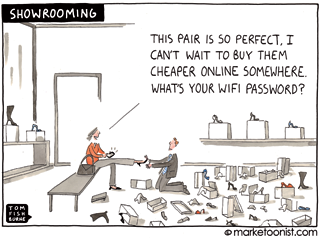 SHOWROOMING
THIS PAIR IS SO PERFECT, I
CAN'T WAIT TO BUY THEM
CHEAPER ONLINE SOMEWHERE.
WHAT'S YOUR WIFI PASSWORD?
TOM
FISH
BURNE
© marketoonist.com